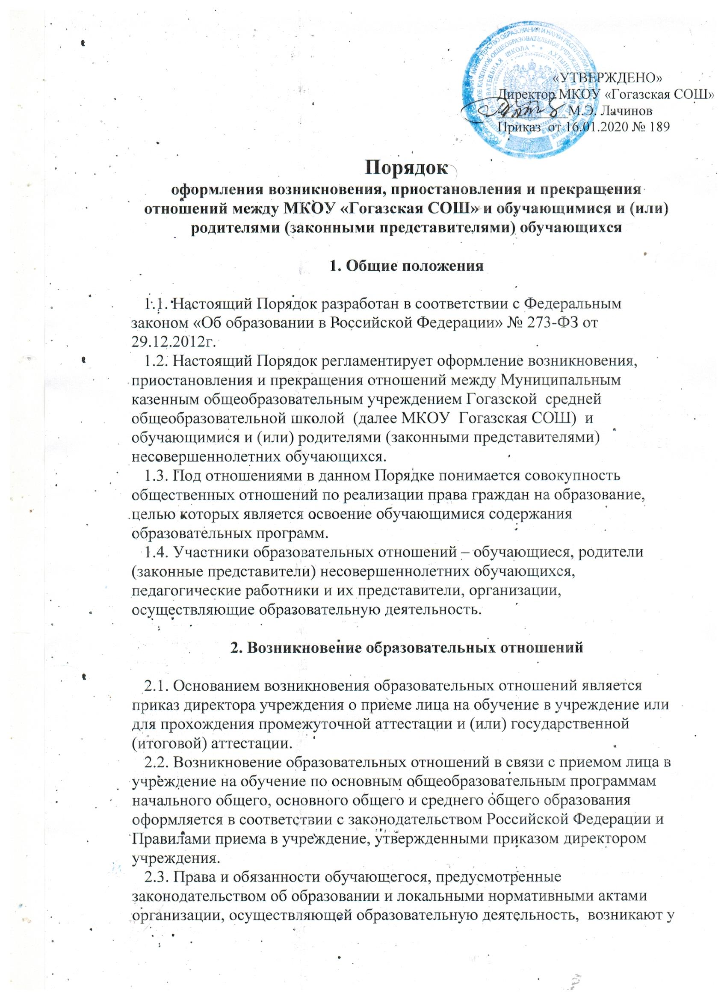 «УТВЕРЖДЕНО»
Директор МКОУ «Гогазская СОШ»
__________М.Э. Лачинов
Приказ от 16.01.2020 № 189
Порядок
оформления возникновения, приостановления и прекращения
отношений между МКОУ «Гогазская СОШ» и обучающимися и (или)
родителями (законными представителями) обучающихся
1. Общие положения
1.1. Настоящий Порядок разработан в соответствии с Федеральным
законом «Об образовании в Российской Федерации» № 273-ФЗ от
29.12.2012г.
1.2. Настоящий Порядок регламентирует оформление возникновения,
приостановления и прекращения отношений между Муниципальным
казенным общеобразовательным учреждением Гогазской средней
общеобразовательной школой (далее МКОУ Гогазская СОШ) и
обучающимися и (или) родителями (законными представителями)
несовершеннолетних обучающихся.
1.3. Под отношениями в данном Порядке понимается совокупность
общественных отношений по реализации права граждан на образование,
целью которых является освоение обучающимися содержания
образовательных программ.
1.4. Участники образовательных отношений – обучающиеся, родители
(законные представители) несовершеннолетних обучающихся,
педагогические работники и их представители, организации,
осуществляющие образовательную деятельность.
2. Возникновение образовательных отношений
2.1. Основанием возникновения образовательных отношений является
приказ директора учреждения о приеме лица на обучение в учреждение или
для прохождения промежуточной аттестации и (или) государственной
(итоговой) аттестации.
2.2. Возникновение образовательных отношений в связи с приемом лица в
учреждение на обучение по основным общеобразовательным программам
начального общего, основного общего и среднего общего образования
оформляется в соответствии с законодательством Российской Федерации и
Правилами приема в учреждение, утвержденными приказом директором
учреждения.
2.3. Права и обязанности обучающегося, предусмотренные
законодательством об образовании и локальными нормативными актами
организации, осуществляющей образовательную деятельность, возникают у